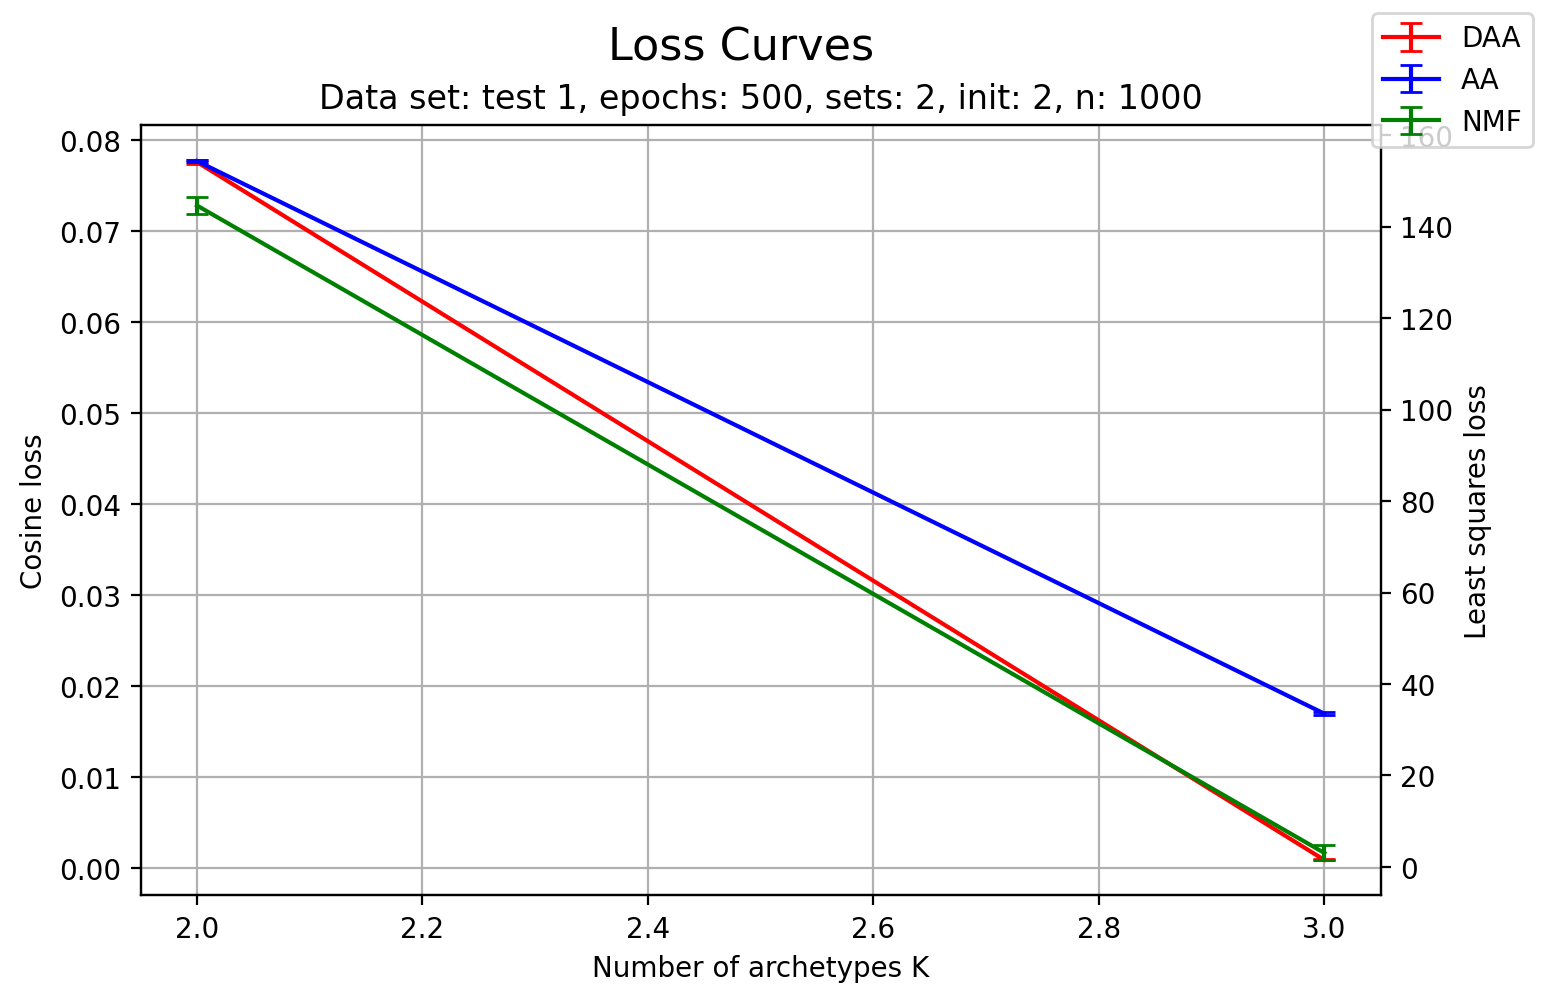 Loss Curves
Data set: test 1, epochs: 500, sets: 2, init: 2, n: 1000
DAA
AA
NMF
0.08
0.07
0.06
0.05
0.04
0.03
0.02
0.01
0.00
Cosine loss
160
140
120
100
80
60
40
20
0
Least squares loss
2.0 2.2 2.4 2.6 2.8 3.0
Number of archetypes K